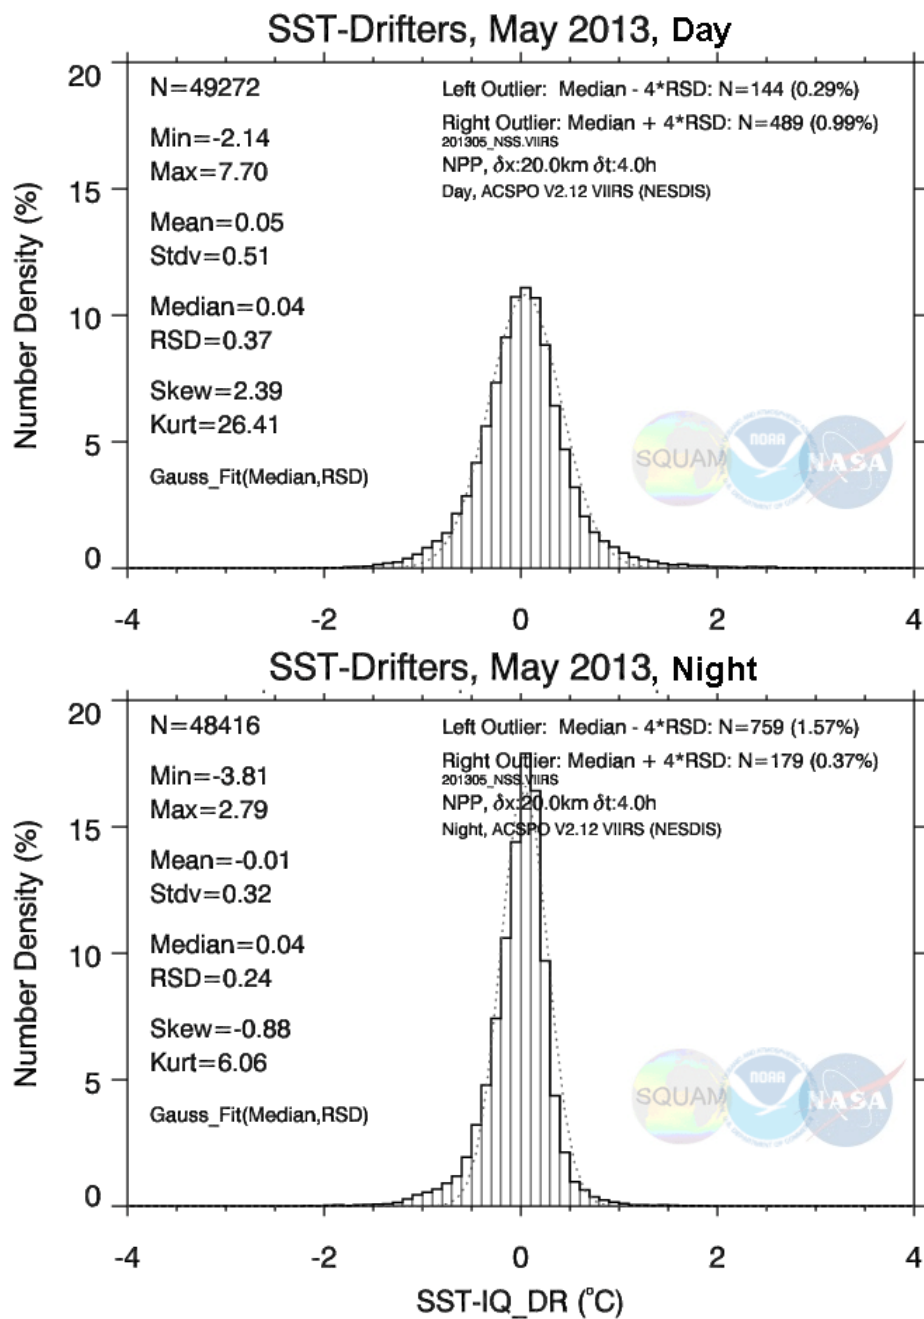 SST-Drifters, May 2013, Day
20
15
10
5
0
Number Density (%)
N=49272
Min=-2.14
Max=7.70
Mean=0.05
Stdv=0.51
Median=0.04
RSD=0.37
Skew=2.39
Kurt=26.41
Gauss_Fit(Median,RSD)
Left Outlier: Median - 4*RSD: N=144 (0.29%)
Right Outlier: Median + 4*RSD: N=489 (0.99%)
201305_NSS.VIIRS
NPP, δx:20.0km δt:4.0h
Day, ACSPO V2.12 VIIRS (NESDIS)
SQUAM
NOAA
NASA
-4 -2 0 2 4
SST-Drifters, May 2013, Night
20
15
10
5
0
Number Density (%)
N=48416
Min=-3.81
Max=2.79
Mean=-0.01
Stdv=0.32
Median=0.04
RSD=0.24
Skew=-0.88
Kurt=6.06
Gauss_Fit(Median,RSD)
Left Outlier: Median - 4*RSD: N=759 (1.57%)
Right Outlier: Median + 4*RSD: N=179 (0.37%)
201305_NSS.VIIRS
NPP, δx:20.0km δt:4.0h
Night, ACSPO V2.12 VIIRS (NESDIS)
SQUAM
NOAA
NASA
-4 -2 0 2 4
SST-IQ_DR (°C)